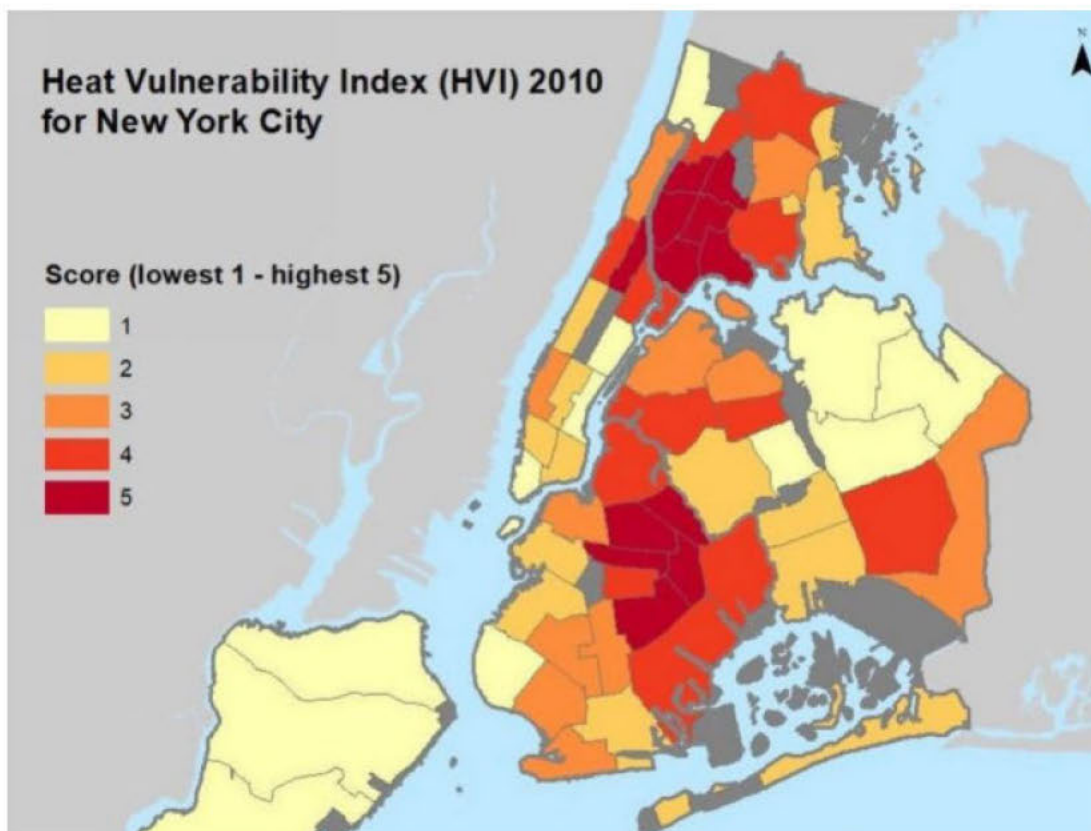 Heat Vulnerability Index (HVI) 2010
for New York City
N
Score (lowest 1 - highest 5)
1
2
3
4
5